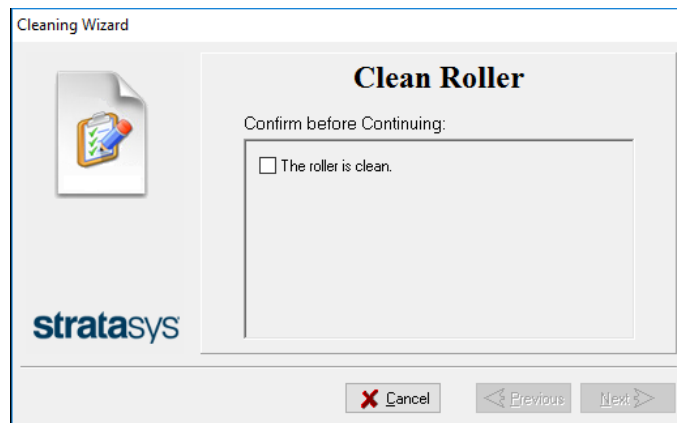 Cleaning Wizard
Clean Roller
Confirm before Continuing:
The roller is clean.
stratasys
Cancel
Previous
Next